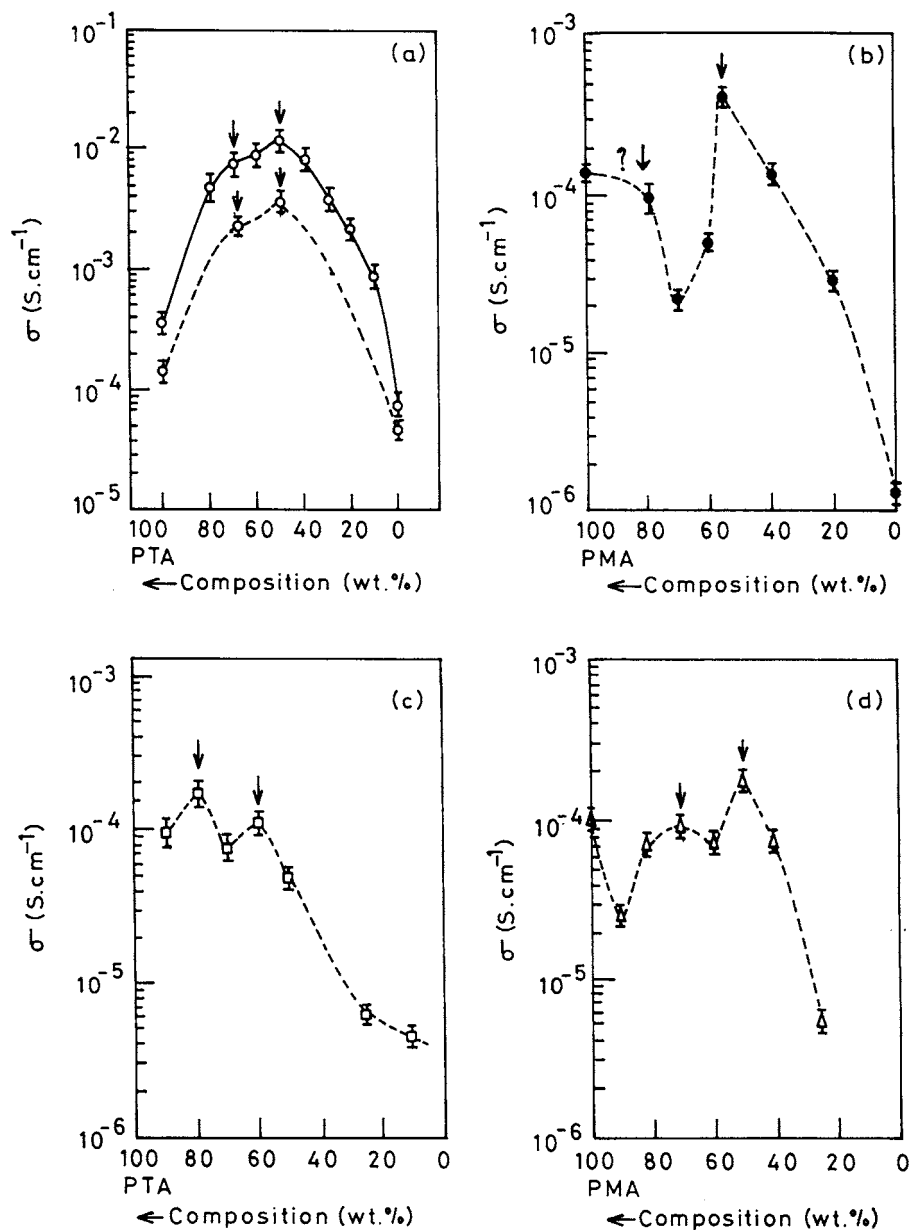 (a)
10⁻¹
10⁻²
10⁻³
10⁻⁴
10⁻⁵
σ (S.cm⁻¹)
100 80 60 40 20 0
PTA
←Composition (wt.%)
(b)
10⁻³
10⁻⁴
10⁻⁵
10⁻⁶
?
σ (S.cm⁻¹)
100 80 60 40 20 0
PMA
←Composition (wt.%)
(c)
10⁻³
10⁻⁴
10⁻⁵
10⁻⁶
σ (S.cm⁻¹)
100 80 60 40 20 0
PTA
←Composition (wt.%)
(d)
10⁻³
10⁻⁴
10⁻⁵
10⁻⁶
σ (S.cm⁻¹)
100 80 60 40 20 0
PMA
←Composition (wt.%)